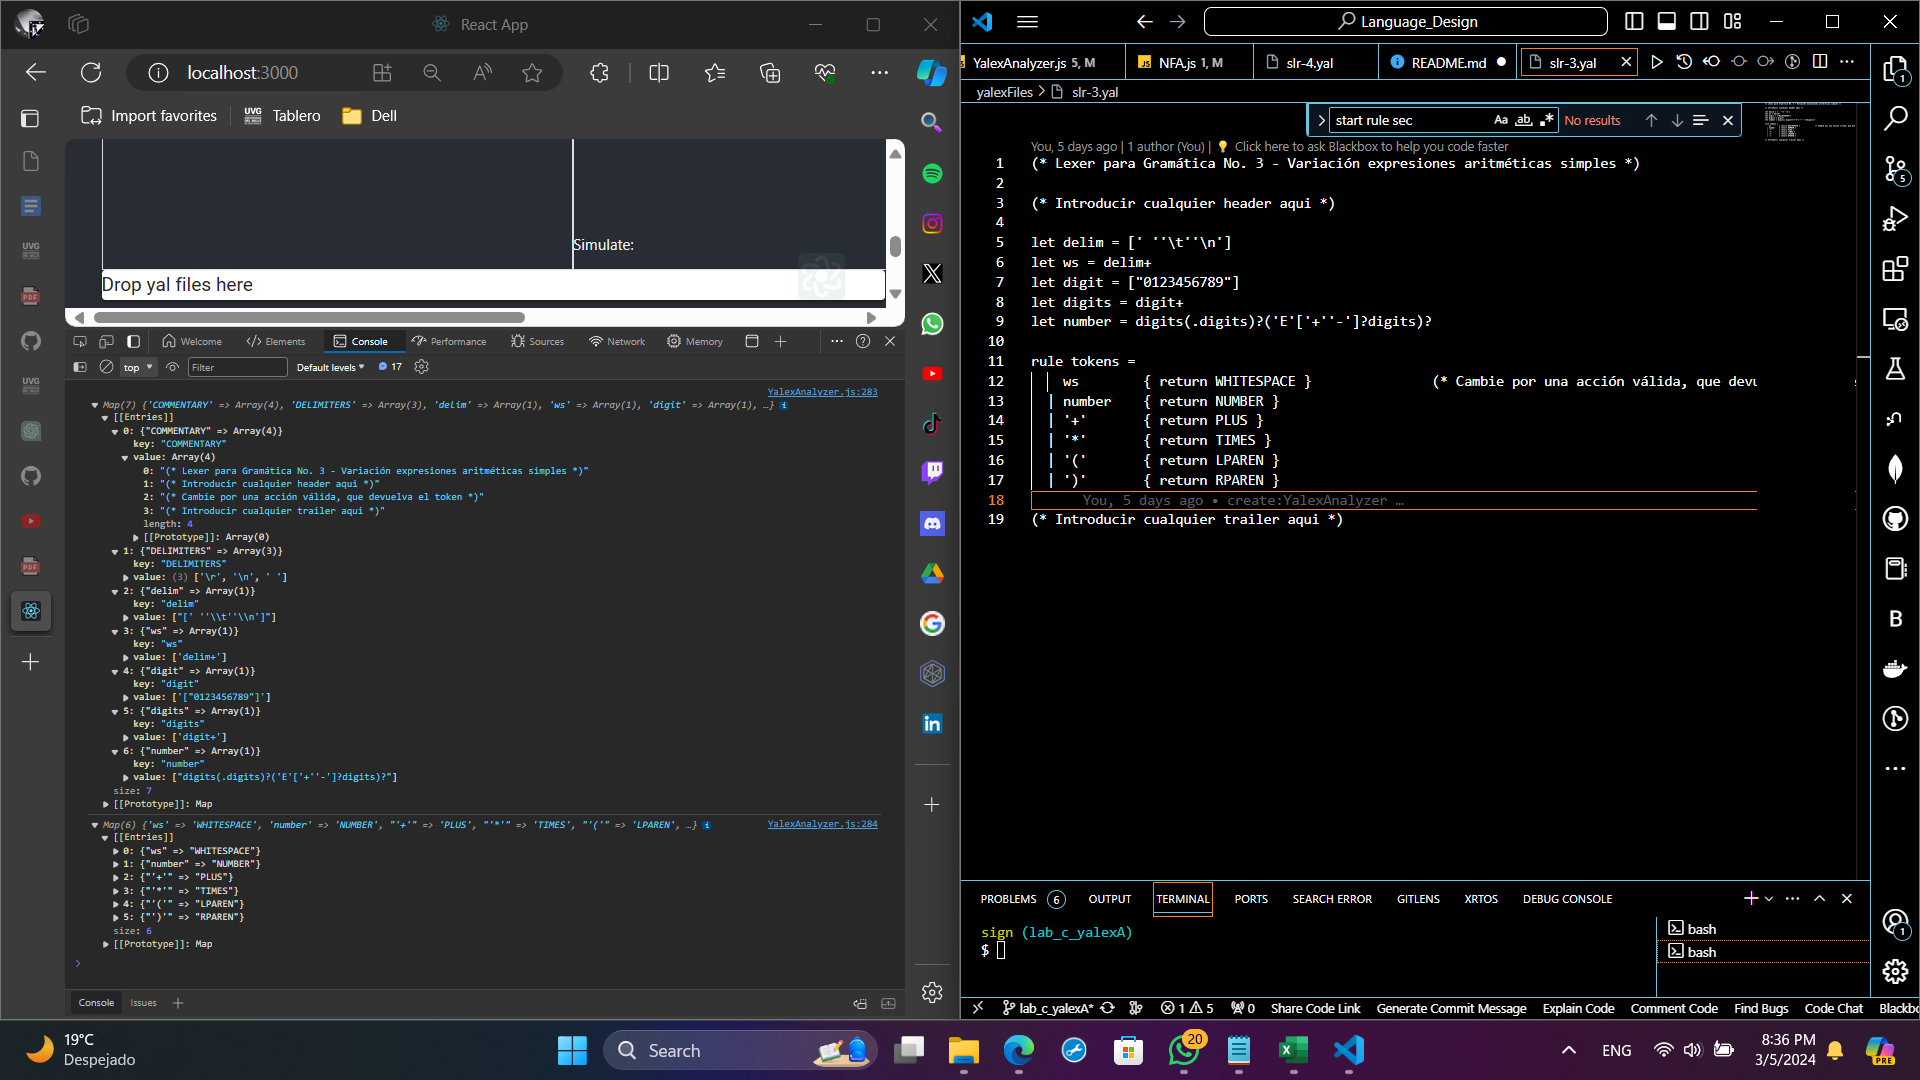 React App
localhost:3000
Import favorites
UVG
Tablero
Dell
Simulate:
Drop yal files here
Welcome
Elements
Console
Performance
Sources
Network
Memory
top
Filter
Default levels
17
YalexAnalyzer.js:283
Map(7) {'COMMENTARY' => Array(4), 'DELIMITERS' => Array(3), 'delim' => Array(1), 'ws' => Array(1), 'digit' => Array(1), …}
[[Entries]]
0: {"COMMENTARY" => Array(4)}
key: "COMMENTARY"
value: Array(4)
0: "(* Lexer para Gramática No. 3 - Variación expresiones aritméticas simples *)"
1: "(* Introducir cualquier header aqui *)"
2: "(* Cambie por una acción válida, que devuelva el token *)"
3: "(* Introducir cualquier trailer aqui *)"
length: 4
[[Prototype]]: Array(0)
1: {"DELIMITERS" => Array(3)}
key: "DELIMITERS"
value: (3) ['\r', '\n', ' ']
2: {"delim" => Array(1)}
key: "delim"
value: ["[' ''\\t''\\n']"]
3: {"ws" => Array(1)}
key: "ws"
value: ['delim+']
4: {"digit" => Array(1)}
key: "digit"
value: ['["0123456789"]']
5: {"digits" => Array(1)}
key: "digits"
value: ['digit+']
6: {"number" => Array(1)}
key: "number"
value: ["digits(.digits)?('E'['+''-']?digits)?"]
size: 7
[[Prototype]]: Map
Map(6) {'ws' => 'WHITESPACE', 'number' => 'NUMBER', "'+'" => 'PLUS', "'*'" => 'TIMES', "'('" => 'LPAREN', …}
YalexAnalyzer.js:284
[[Entries]]
0: {"ws" => "WHITESPACE"}
1: {"number" => "NUMBER"}
2: {"'+'" => "PLUS"}
3: {"'*'" => "TIMES"}
4: {"'('" => "LPAREN"}
5: {"')'" => "RPAREN"}
size: 6
[[Prototype]]: Map
Console
Issues
Language_Design
YalexAnalyzer.js 5, M
NFA.js 1, M
slr-4.yal
README.md
slr-3.yal
yalexFiles > slr-3.yal
start rule sec
Aa
ab
No results
You, 5 days ago | 1 author (You) | Click here to ask Blackbox to help you code faster
1 (* Lexer para Gramática No. 3 - Variación expresiones aritméticas simples *)
2
3 (* Introducir cualquier header aqui *)
4
5 let delim = [' ''\t''\n']
6 let ws = delim+
7 let digit = ["0123456789"]
8 let digits = digit+
9 let number = digits(.digits)?('E'['+''-']?digits)?
10
11 rule tokens =
12 ws { return WHITESPACE } (* Cambie por una acción válida, que devu
13 | number { return NUMBER }
14 | '+' { return PLUS }
15 | '*' { return TIMES }
16 | '(' { return LPAREN }
17 | ')' { return RPAREN }
18 You, 5 days ago • create:YalexAnalyzer …
19 (* Introducir cualquier trailer aqui *)
PROBLEMS 6
OUTPUT
TERMINAL
PORTS
SEARCH ERROR
GITLENS
XRTOS
DEBUG CONSOLE
sign (lab_c_yalexA)
$
bash
bash
lab_c_yalexA*
1
5
0
Share Code Link
Generate Commit Message
Explain Code
Comment Code
Find Bugs
Code Chat
Blackbo
19°C
Despejado
Search
20
ENG
8:36 PM
3/5/2024